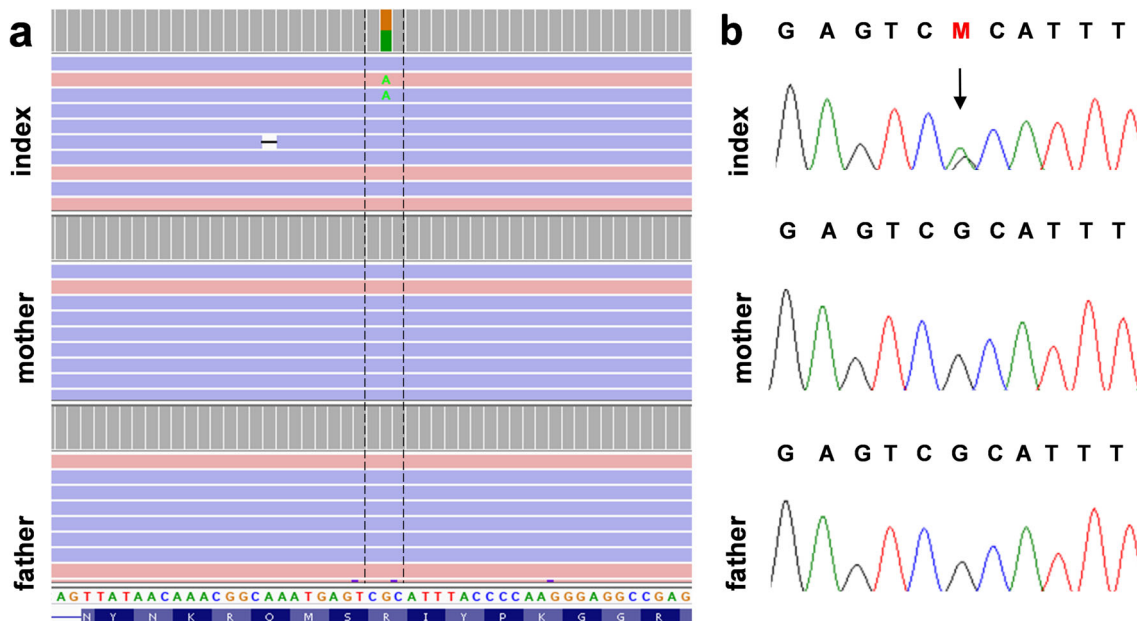 a
A
A
index
mother
father
AGTTATAACAAACGGCAAATGAGTCGCATTTACCCCAAGGGAGGCCGAG
N Y N K R Q M S R I Y P K G G R
b
G A G T C M C A T T T
index
G A G T C G C A T T T
mother
G A G T C G C A T T T
father